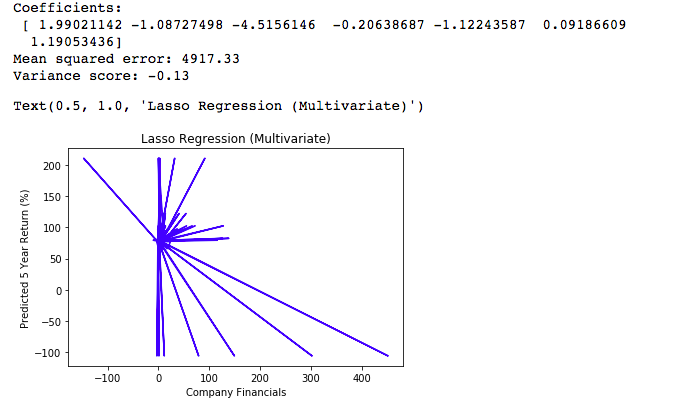 Coefficients:
[ 1.99021142 -1.08727498 -4.5156146  -0.20638687 -1.12243587  0.09186609
1.19053436]
Mean squared error: 4917.33
Variance score: -0.13
Text(0.5, 1.0, 'Lasso Regression (Multivariate)')
Lasso Regression (Multivariate)
200
150
100
50
0
−50
−100
Predicted 5 Year Return (%)
−100 0 100 200 300 400
Company Financials